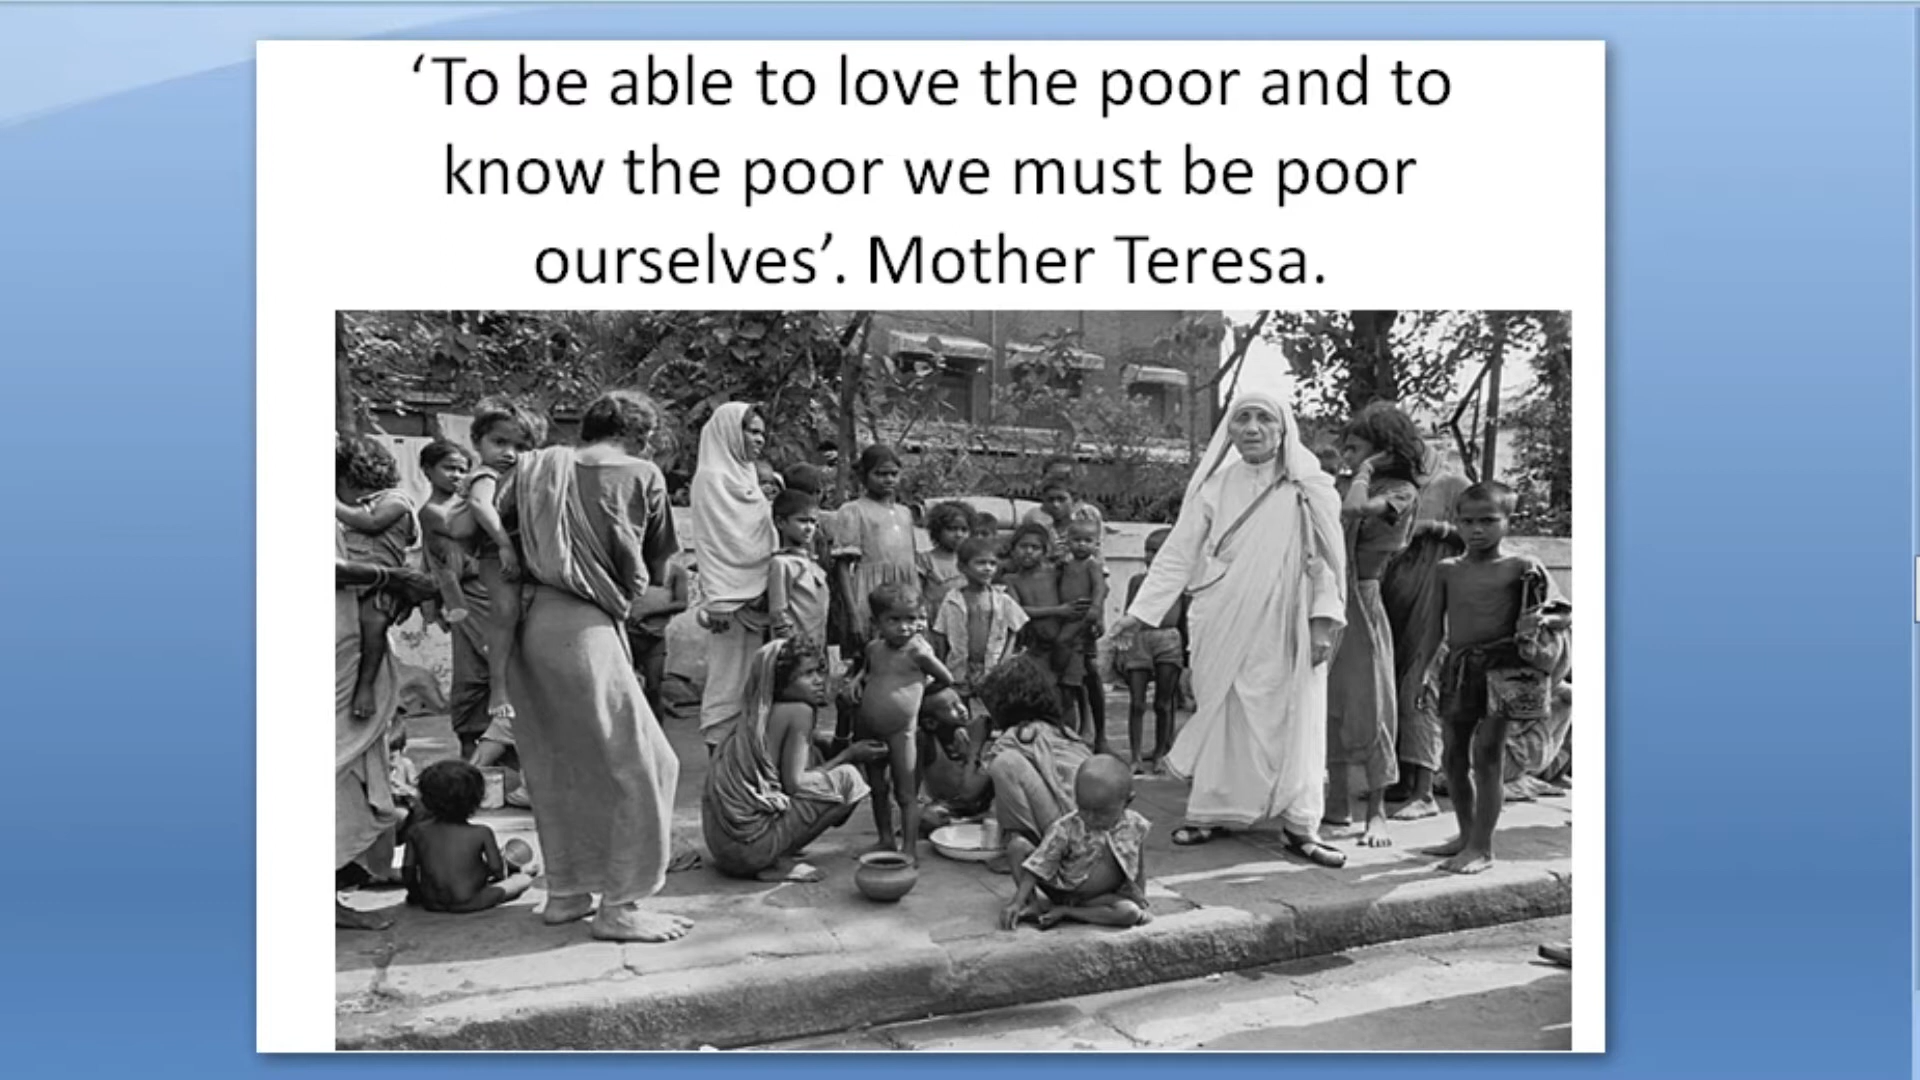 ‘To be able to love the poor and to
know the poor we must be poor
ourselves’. Mother Teresa.